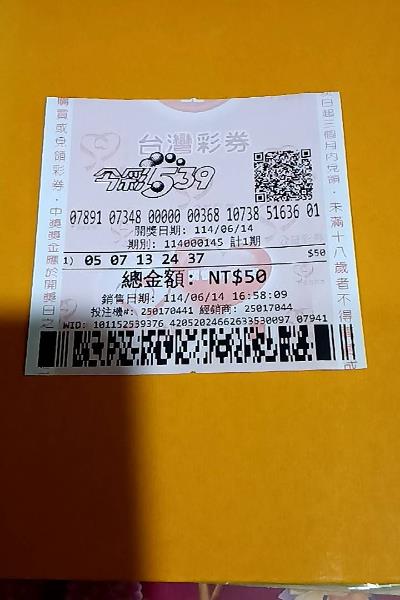 台灣彩券
今彩539
07891 07348 00000 00368 10738 51636 01
開獎日期: 114/06/14
期別: 114000145 計1期
1) 05 07 13 24 37 $50
總金額: NT$50
銷售日期: 114/06/14 16:58:09
投注機#: 250170441 經銷商: 25017044
WID: 101152539376 42052024662633530097 07941
購買或兌領彩券，中獎獎金應於開獎日之
日起三個月內兌領．未滿十八歲者不得